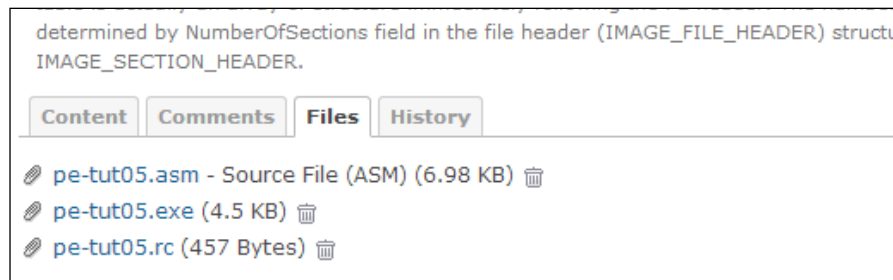 determined by NumberOfSections field in the file header (IMAGE_FILE_HEADER)
IMAGE_SECTION_HEADER.
Content Comments Files History
pe-tut05.asm - Source File (ASM) (6.98 KB)
pe-tut05.exe (4.5 KB)
pe-tut05.rc (457 Bytes)